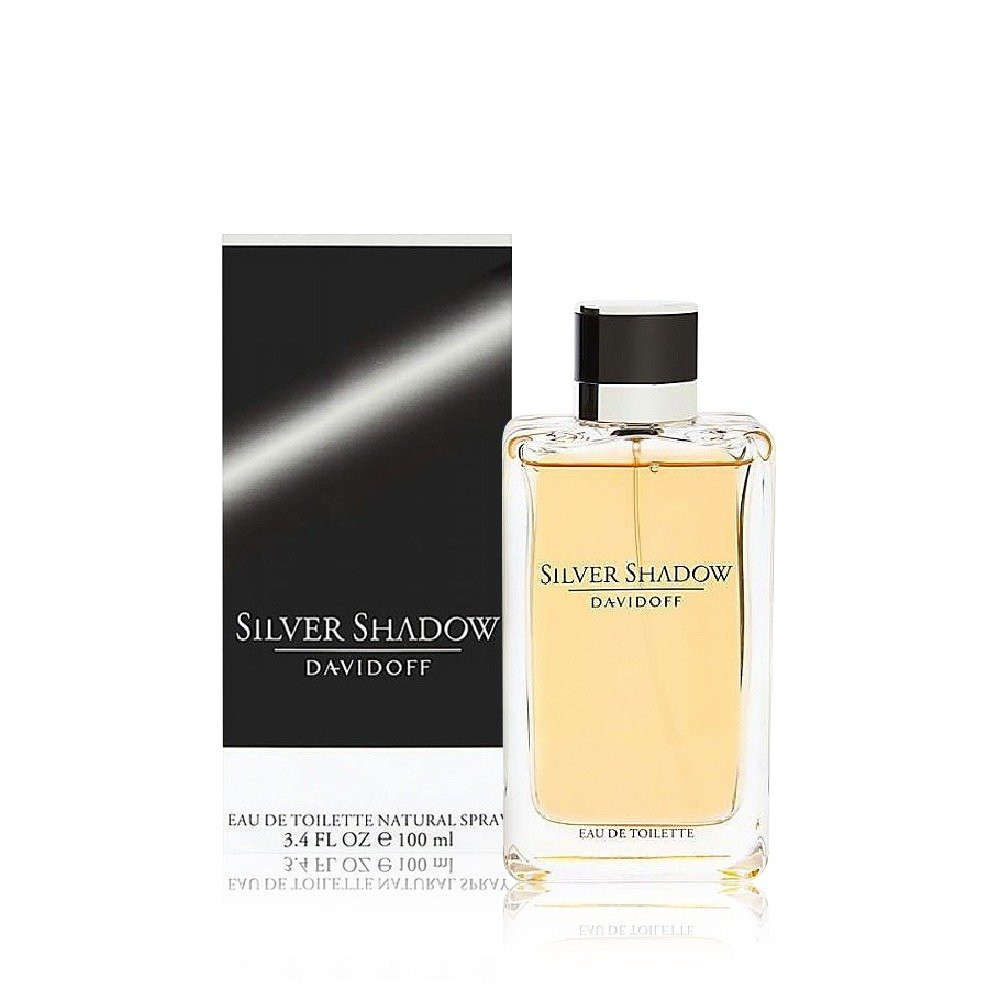 SILVER SHADOW
DAVIDOFF
EAU DE TOILETTE NATURAL SPRAY
3.4 FL OZ e 100 ml
SILVER SHADOW
DAVIDOFF
EAU DE TOILETTE